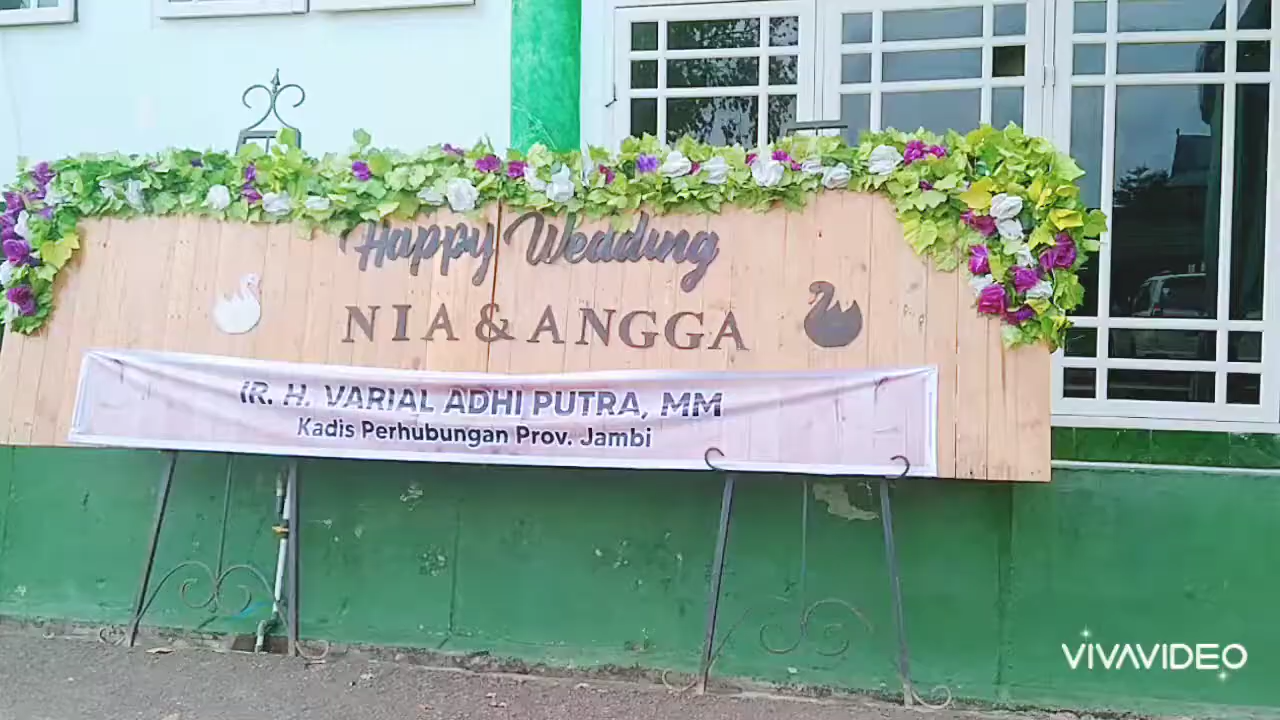 Happy Wedding
NIA & ANGGA
IR. H. VARIAL ADHI PUTRA, MM
Kadis Perhubungan Prov. Jambi
VIVAVIDEO